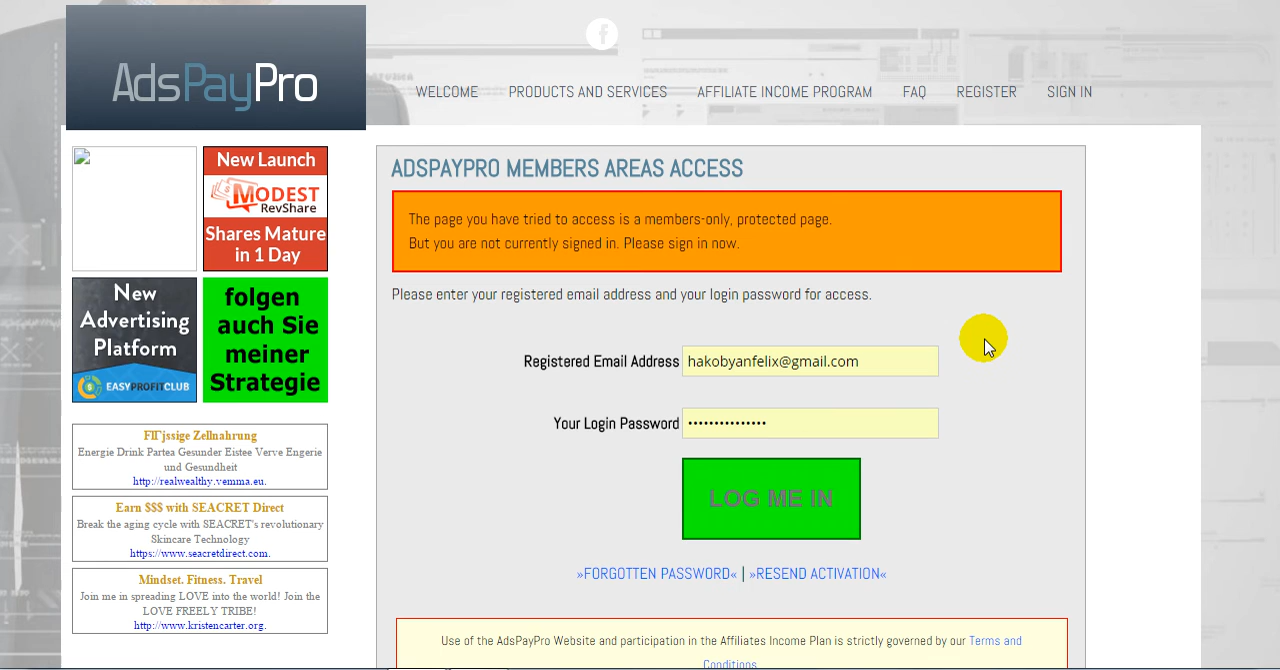 AdsPayPro
WELCOME
PRODUCTS AND SERVICES
AFFILIATE INCOME PROGRAM
FAQ
REGISTER
SIGN IN
New Launch
MODEST
RevShare
Shares Mature
in 1 Day
New
Advertising
Platform
EASYPROFITCLUB
folgen
auch Sie
meiner
Strategie
FlГјssige Zellnahrung
Energie Drink Partea Gesunder Eistee Verve Engerie
und Gesundheit
http://realwealthy.vemma.eu.
Earn $$$ with SEACRET Direct
Break the aging cycle with SEACRET's revolutionary
Skincare Technology
https://www.seacretdirect.com.
Mindset. Fitness. Travel
Join me in spreading LOVE into the world! Join the
LOVE FREELY TRIBE!
http://www.kristencarter.org.
ADSPAYPRO MEMBERS AREAS ACCESS
The page you have tried to access is a members-only, protected page.
But you are not currently signed in. Please sign in now.
Please enter your registered email address and your login password for access.
Registered Email Address hakobyanfelix@gmail.com
Your Login Password •••••••••••••••
LOG ME IN
»FORGOTTEN PASSWORD« | »RESEND ACTIVATION«
Use of the AdsPayPro Website and participation in the Affiliates Income Plan is strictly governed by our Terms and
Conditions